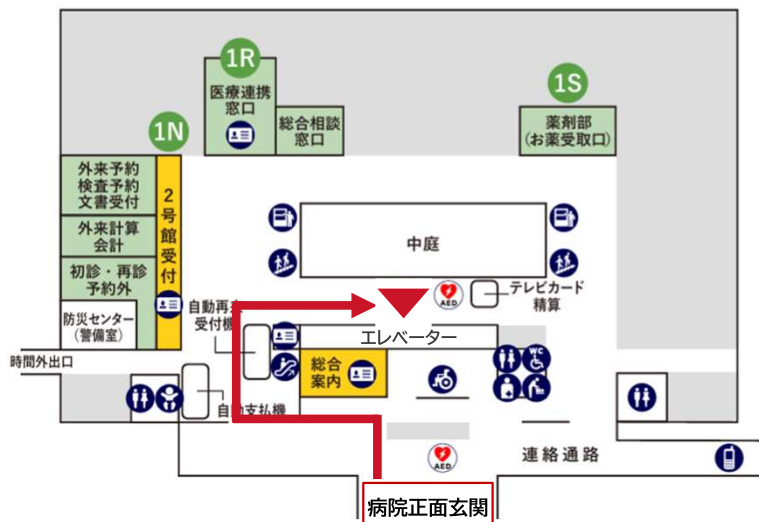 1R
医療連携
窓口
総合相談
窓口
1S
薬剤部
(お薬受取口)
1N
外来予約
検査予約
文書受付
外来計算
会計
初診・再診
予約外
防災センター
(警備室)
2号館受付
時間外出口
中庭
AED
テレビカード
精算
自動再来
受付機
エレベーター
総合
案内
WC
自動支払機
AED
連絡通路
病院正面玄関